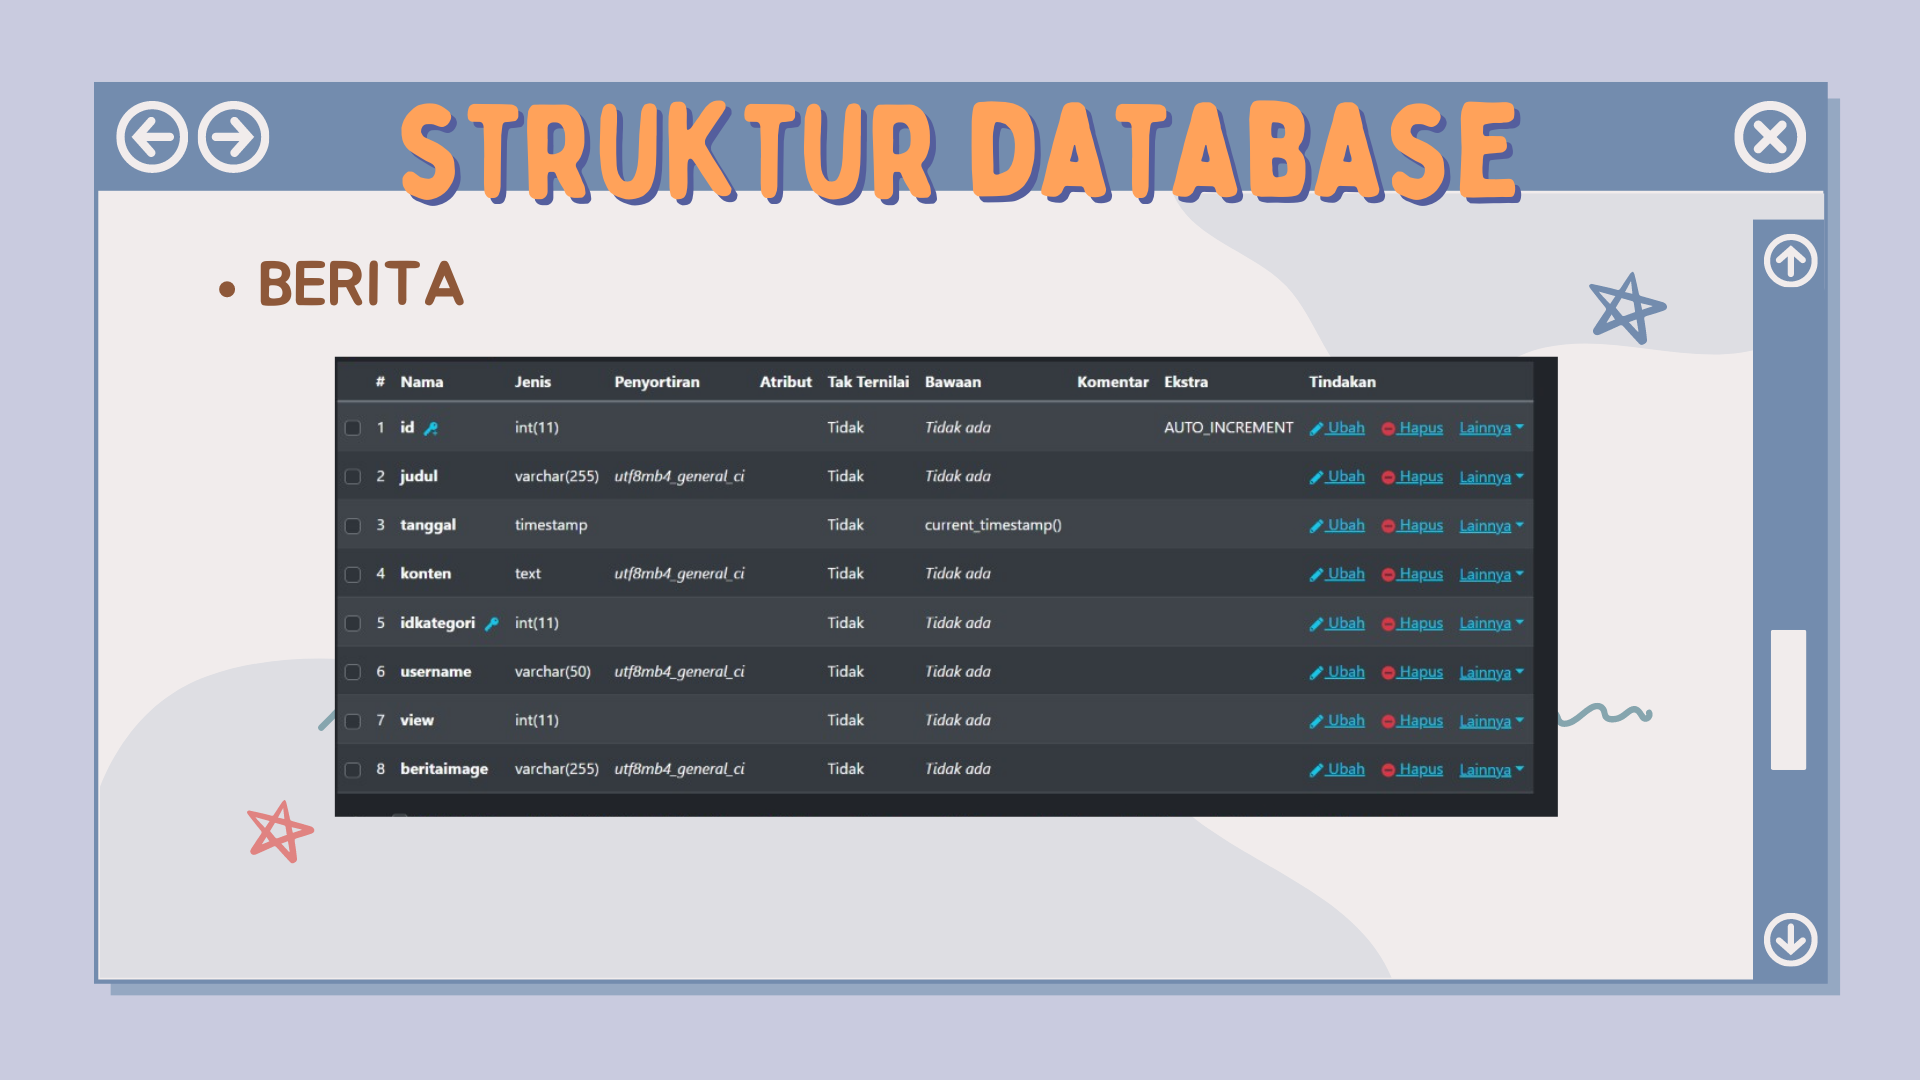 STRUKTUR DATABASE
• BERITA
# Nama Jenis Penyortiran Atribut Tak Ternilai Bawaan Komentar Ekstra Tindakan
1 id int(11) Tidak Tidak ada AUTO_INCREMENT Ubah Hapus Lainnya
2 judul varchar(255) utf8mb4_general_ci Tidak Tidak ada Ubah Hapus Lainnya
3 tanggal timestamp Tidak current_timestamp() Ubah Hapus Lainnya
4 konten text utf8mb4_general_ci Tidak Tidak ada Ubah Hapus Lainnya
5 idkategori int(11) Tidak Tidak ada Ubah Hapus Lainnya
6 username varchar(50) utf8mb4_general_ci Tidak Tidak ada Ubah Hapus Lainnya
7 view int(11) Tidak Tidak ada Ubah Hapus Lainnya
8 beritaimage varchar(255) utf8mb4_general_ci Tidak Tidak ada Ubah Hapus Lainnya